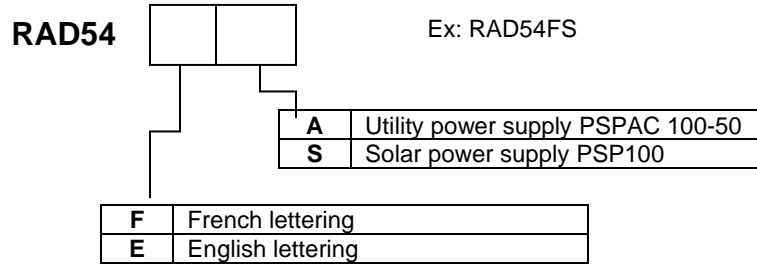 RAD54 Ex: RAD54FS
A Utility power supply PSPAC 100-50
S Solar power supply PSP100
F French lettering
E English lettering